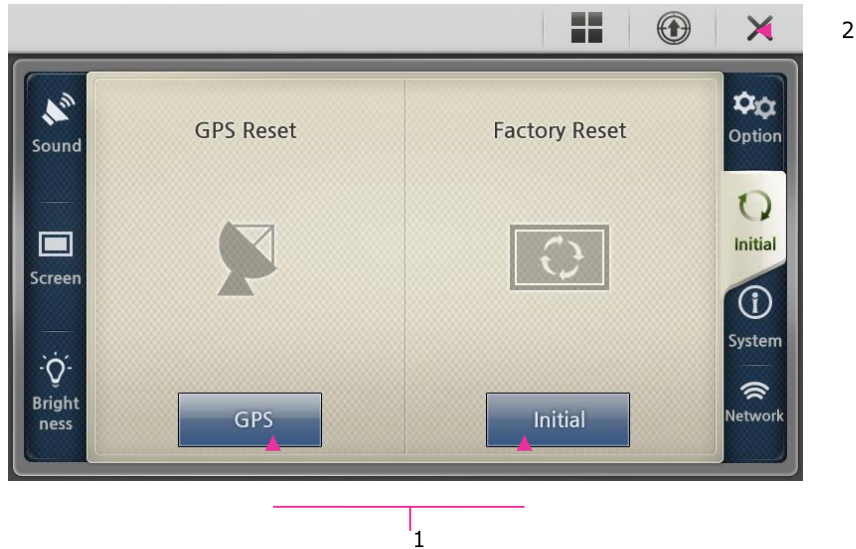 2
Sound
GPS Reset
Factory Reset
Option
Initial
Screen
System
Bright
ness
GPS
Initial
Network
1